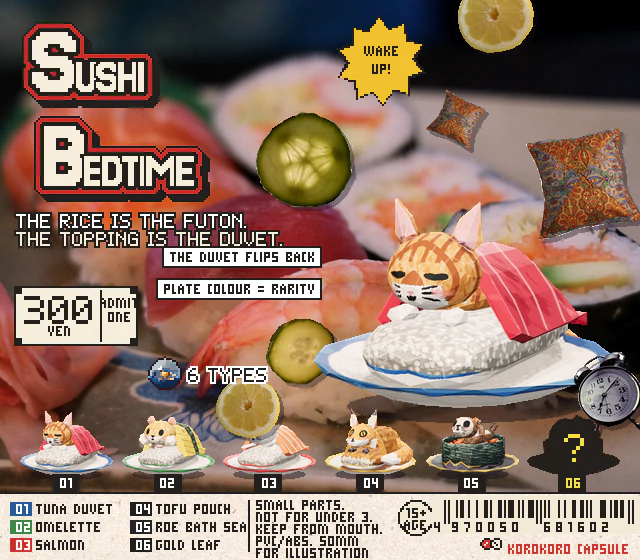 SUSHI
BEDTIME
WAKE
UP!
THE RICE IS THE FUTON.
THE TOPPING IS THE DUVET.
THE DUVET FLIPS BACK
PLATE COLOUR = RARITY
300
YEN
ADMIT
ONE
6 TYPES
?
01
02
03
04
05
06
01 TUNA DUVET
02 OMELETTE
03 SALMON
04 TOFU POUCH
05 ROE BATH SEA
06 GOLD LEAF
SMALL PARTS.
NOT FOR UNDER 3.
KEEP FROM MOUTH.
PVC/ABS. 50MM
FOR ILLUSTRATION
15+
AGE
4 970050 681602
KOROKORO CAPSULE